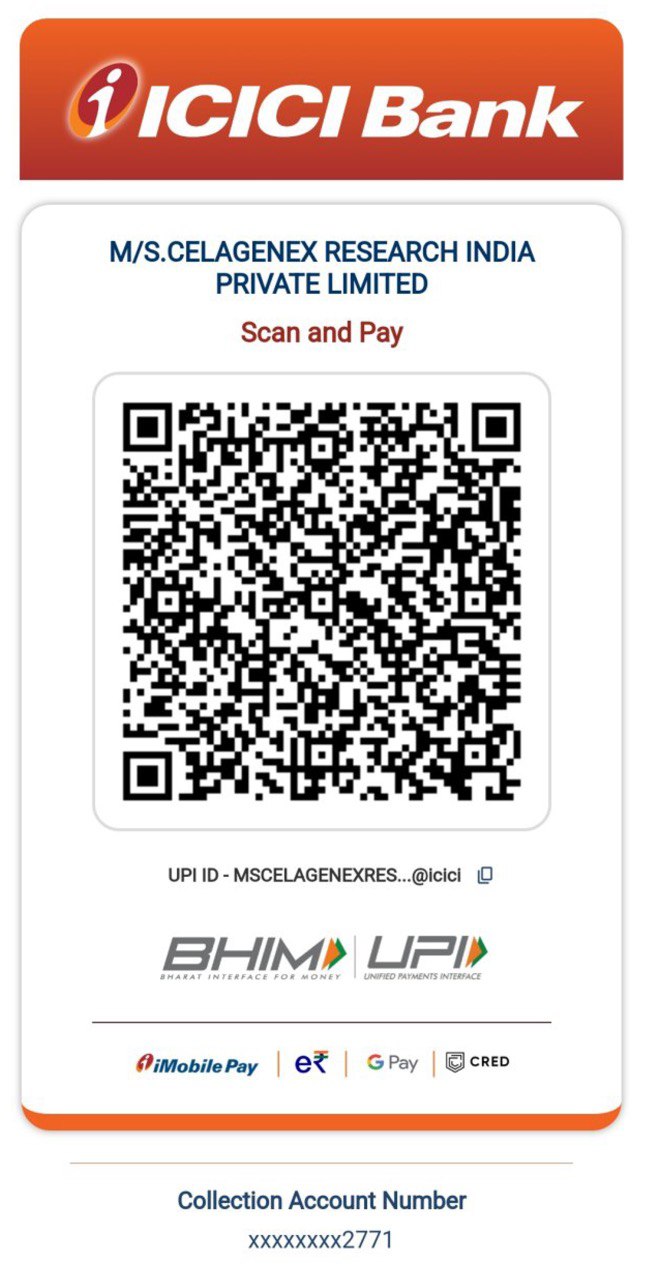 ICICI Bank
M/S.CELAGENEX RESEARCH INDIA
PRIVATE LIMITED
Scan and Pay
UPI ID - MSCELAGENEXRES...@icici
BHIM UPI
BHARAT INTERFACE FOR MONEY UNIFIED PAYMENTS INTERFACE
iMobile Pay e₹ G Pay CRED
Collection Account Number
xxxxxxxx2771